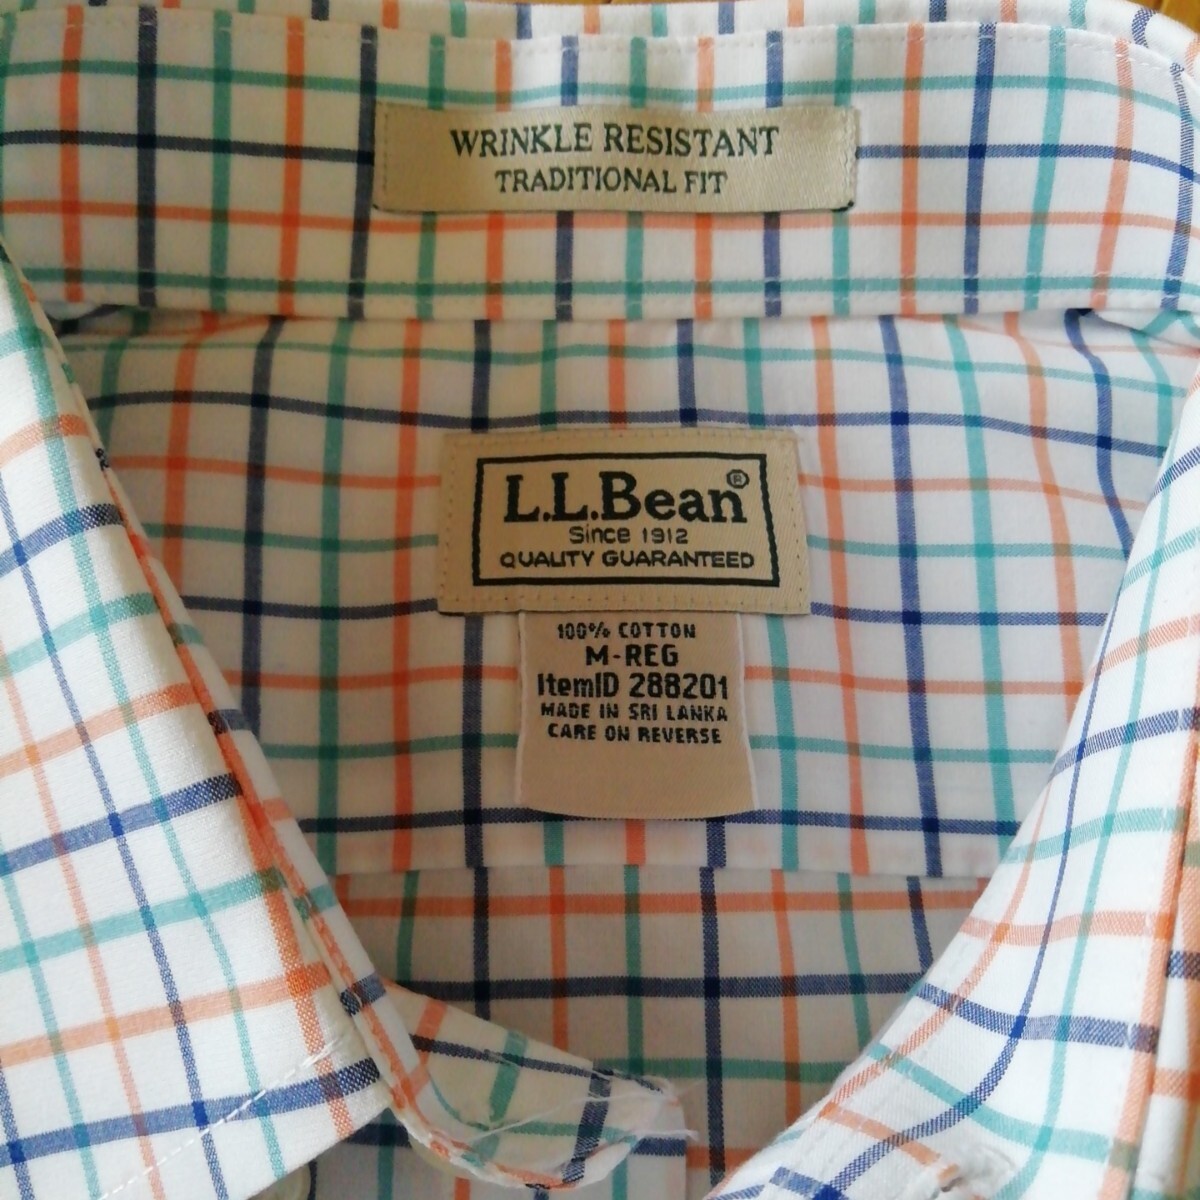 WRINKLE RESISTANT
TRADITIONAL FIT
L.L.Bean®
Since 1912
QUALITY GUARANTEED
100% COTTON
M-REG
ItemID 288201
MADE IN SRI LANKA
CARE ON REVERSE